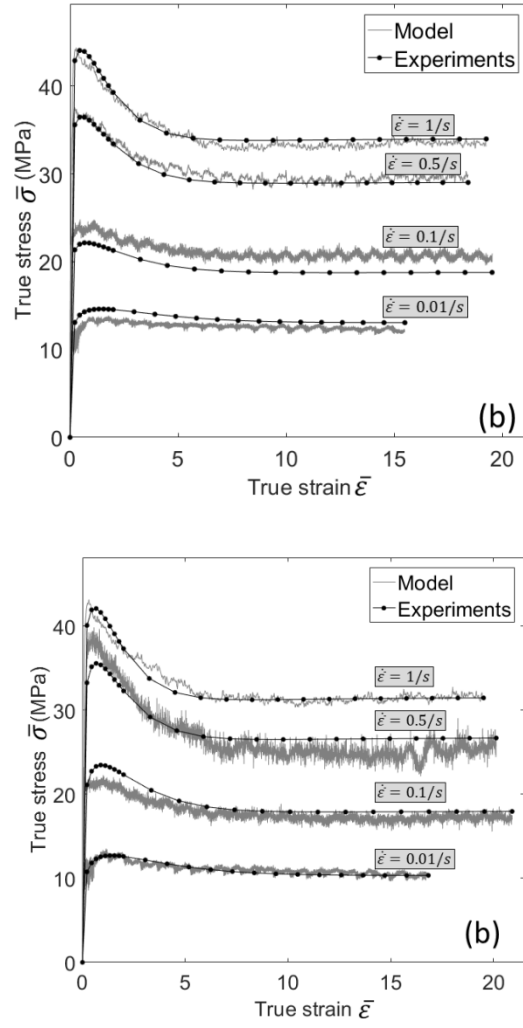 Model
Experiments
40
30
20
10
0
True stress σ̄ (MPa)
ε̇ = 1/s
ε̇ = 0.5/s
ε̇ = 0.1/s
ε̇ = 0.01/s
(b)
0 5 10 15 20
True strain ε̄
Model
Experiments
40
30
20
10
0
True stress σ̄ (MPa)
ε̇ = 1/s
ε̇ = 0.5/s
ε̇ = 0.1/s
ε̇ = 0.01/s
(b)
0 5 10 15 20
True strain ε̄